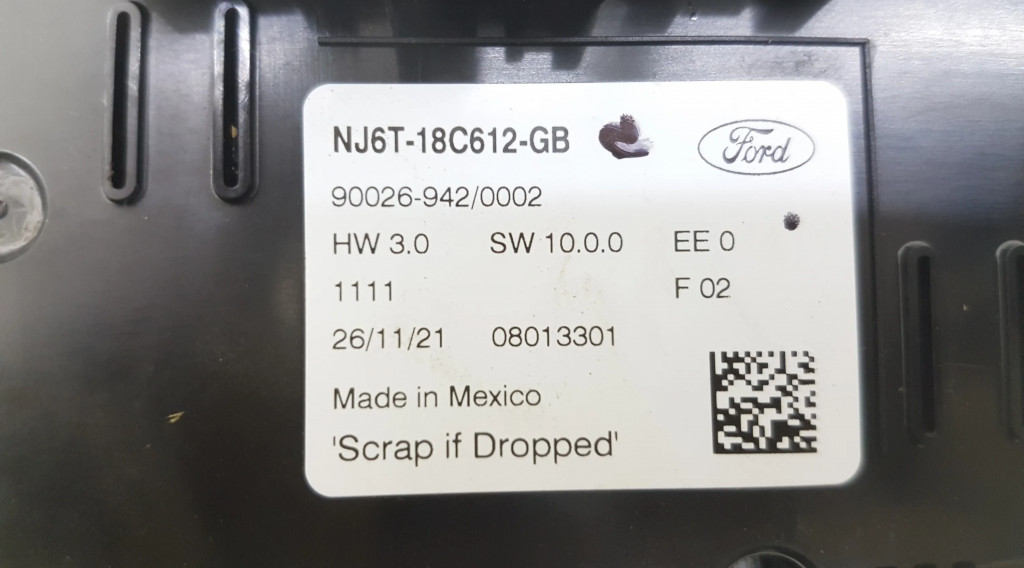 NJ6T-18C612-GB
Ford
90026-942/0002
HW 3.0 SW 10.0.0 EE 0
1111 F 02
26/11/21 08013301
Made in Mexico
'Scrap if Dropped'